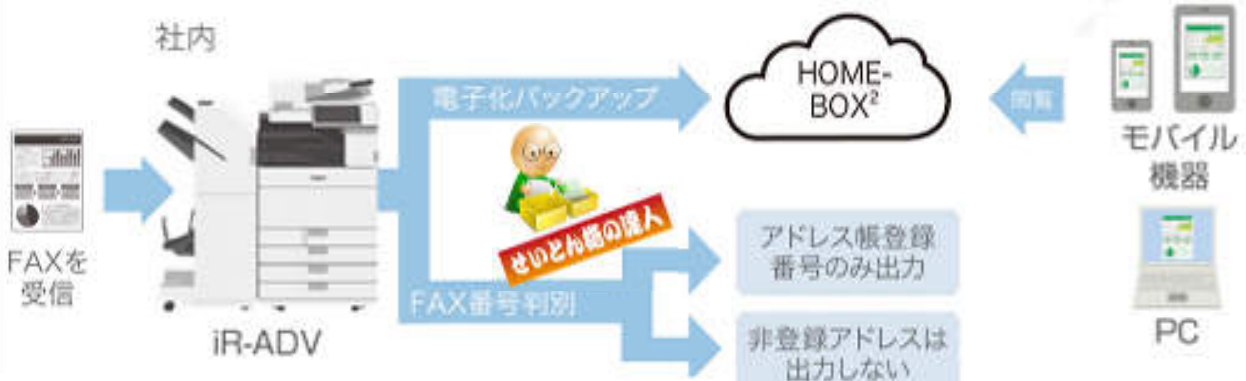 社内
FAXを
受信
iR-ADV
電子化バックアップ
せいとん楯の達人
FAX番号判別
HOME-
BOX²
閲覧
アドレス帳登録
番号のみ出力
非登録アドレスは
出力しない
モバイル
機器
PC